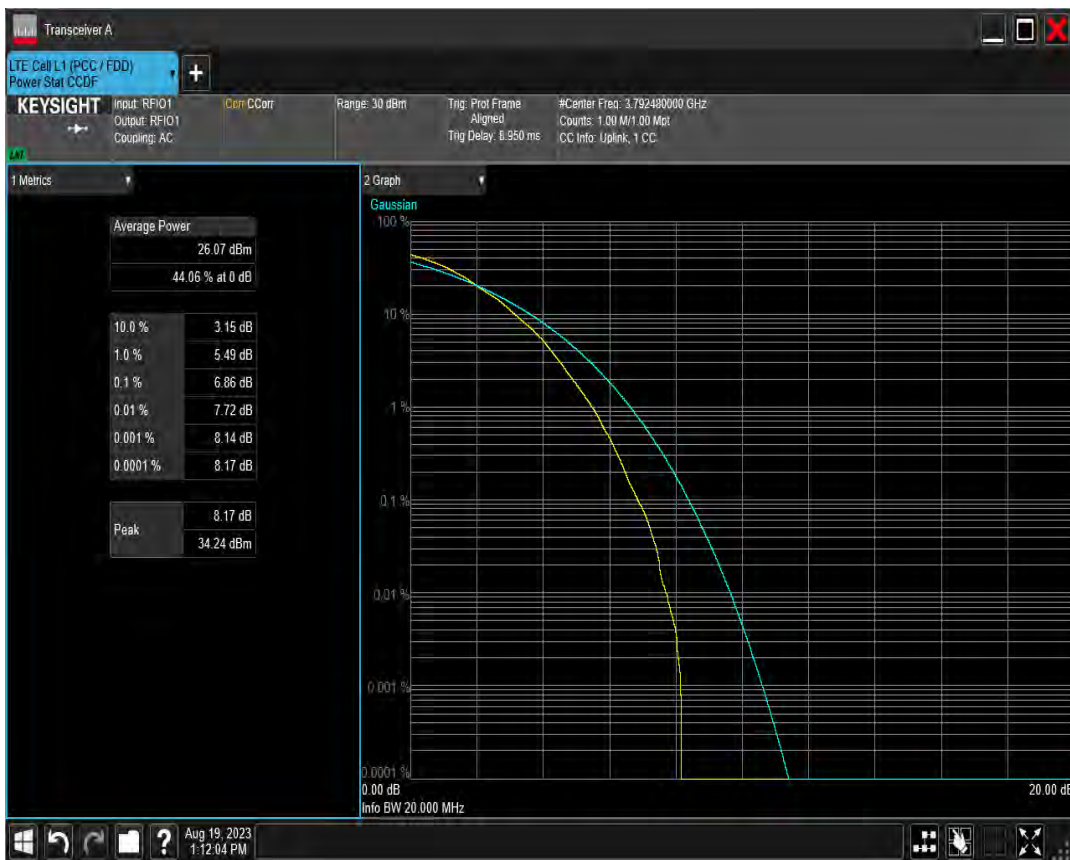 Transceiver A
LTE Cell L1 (PCC / FDD)
Power Stat CCDF
+
KEYSIGHT
Input: RFIO1
Output: RFIO1
Coupling: AC
Corr CCorr
Range: 30 dBm
Trig: Prot Frame
Aligned
Trig Delay: 8.950 ms
#Center Freq: 3.792480000 GHz
Counts: 1.00 M/1.00 Mpt
CC Info: Uplink, 1 CC
1 Metrics
Average Power
26.07 dBm
44.06 % at 0 dB
10.0 % 3.15 dB
1.0 % 5.49 dB
0.1 % 6.86 dB
0.01 % 7.72 dB
0.001 % 8.14 dB
0.0001 % 8.17 dB
Peak
8.17 dB
34.24 dBm
2 Graph
Gaussian
100 %
10 %
1 %
0.1 %
0.01 %
0.001 %
0.0001 %
0.00 dB
20.00 dB
Info BW 20.000 MHz
?
Aug 19, 2023
1:12:04 PM